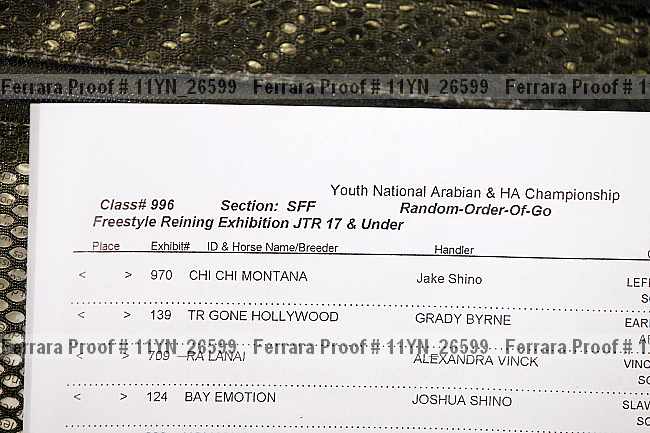 Ferrara Proof # 11YN_26599 Ferrara Proof # 11YN_26599 Ferrara Proof # 11YN_26599
Youth National Arabian & HA Championship
Class# 996 Section: SFF Random-Order-Of-Go
Freestyle Reining Exhibition JTR 17 & Under
Place Exhibit# ID & Horse Name/Breeder Handler
< > 970 CHI CHI MONTANA Jake Shino
< > 139 TR GONE HOLLYWOOD GRADY BYRNE
Ferrara Proof # 11YN_26599 Ferrara Proof # 11YN_26599 Ferrara Proof # 11YN_26599
< > 709 RA LANAI ALEXANDRA VINCK
< > 124 BAY EMOTION JOSHUA SHINO